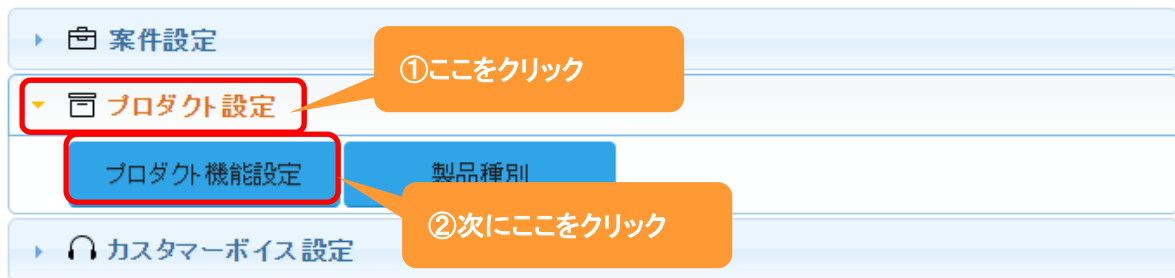 案件設定
①ここをクリック
プロダクト設定
プロダクト機能設定
製品種別
②次にここをクリック
カスタマーボイス設定